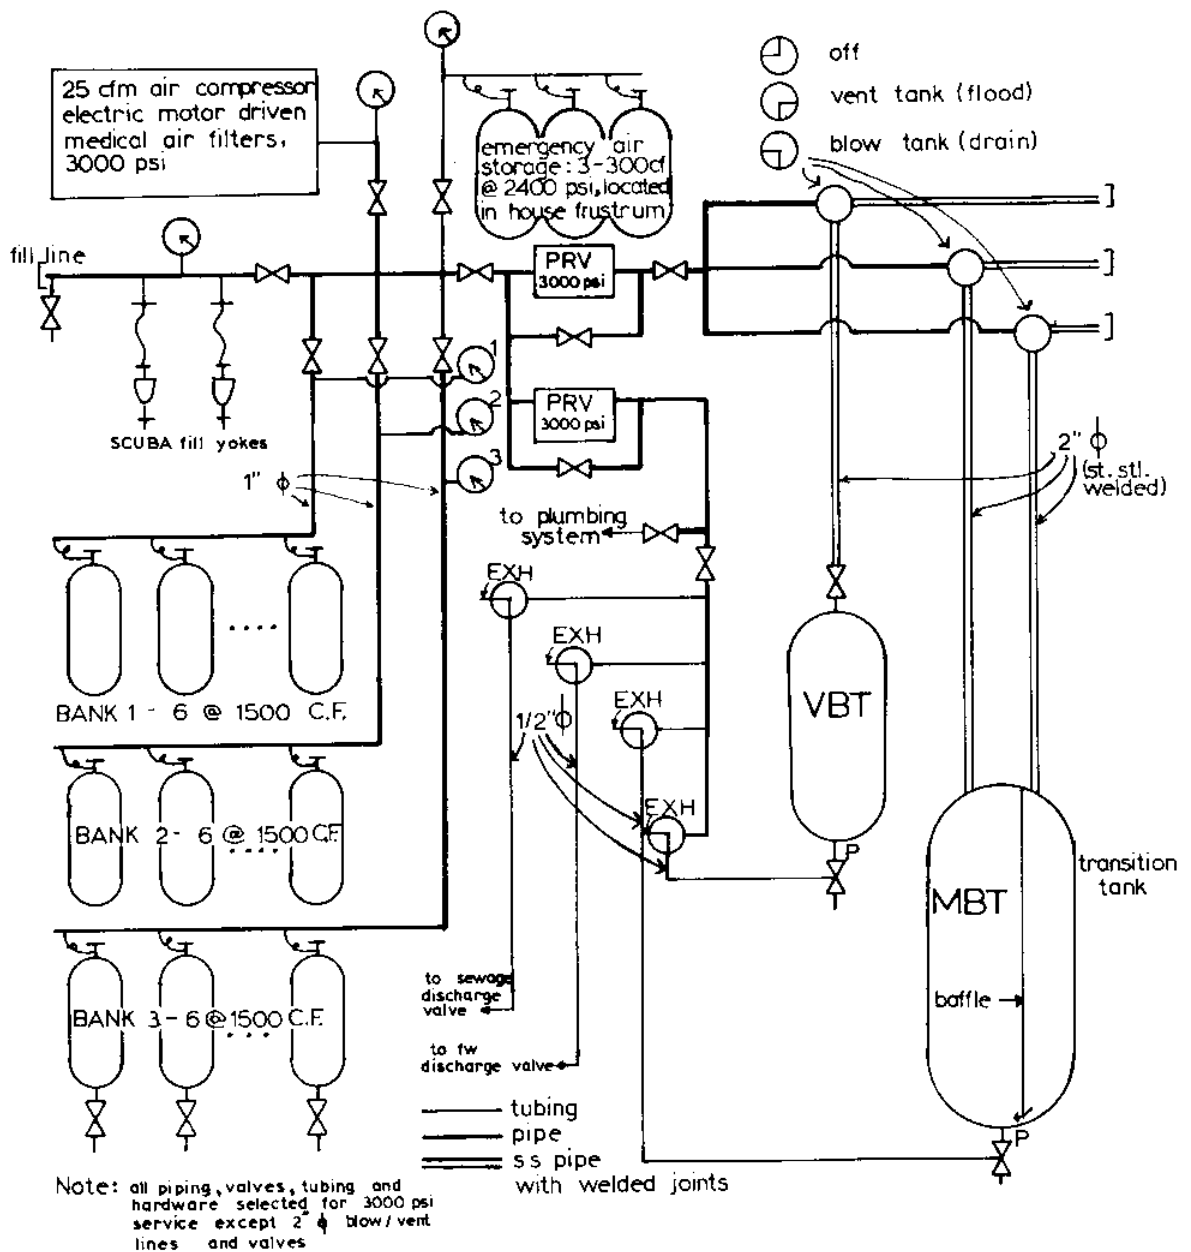 off
25 cfm air compressor
electric motor driven
medical air filters,
3000 psi
vent tank (flood)
blow tank (drain)
emergency air
storage: 3-300cf
@ 2400 psi, located
in house frustrum
fill line
PRV
3000 psi
1
2
3
PRV
3000 psi
SCUBA fill yokes
1" ϕ
2" ϕ
(st. stl.
welded)
to plumbing
system
EXH
EXH
EXH
EXH
1/2" ϕ
BANK 1 - 6 @ 1500 C.F.
VBT
BANK 2 - 6 @ 1500 C.F.
....
....
P
transition
tank
MBT
baffle
to sewage
discharge
valve
BANK 3 - 6 @ 1500 C.F.
....
to fw
discharge valve
tubing
pipe
ss pipe
with welded joints
P
Note: all piping, valves, tubing and
hardware selected for 3000 psi
service except 2" ϕ blow/vent
lines and valves